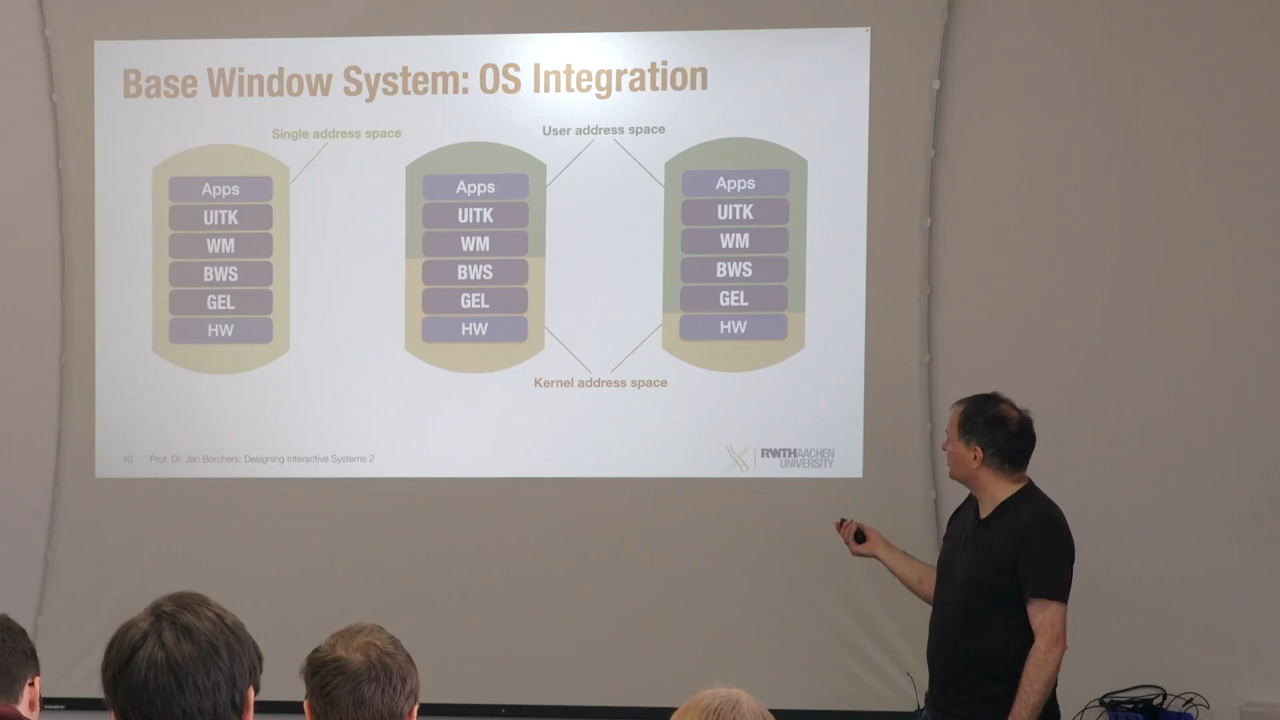 Base Window System: OS Integration
Single address space
User address space
Apps
UITK
WM
BWS
GEL
HW
Apps
UITK
WM
BWS
GEL
HW
Apps
UITK
WM
BWS
GEL
HW
Kernel address space
40 Prof. Dr. Jan Borchers: Designing Interactive Systems 2
RWTHAACHEN
UNIVERSITY